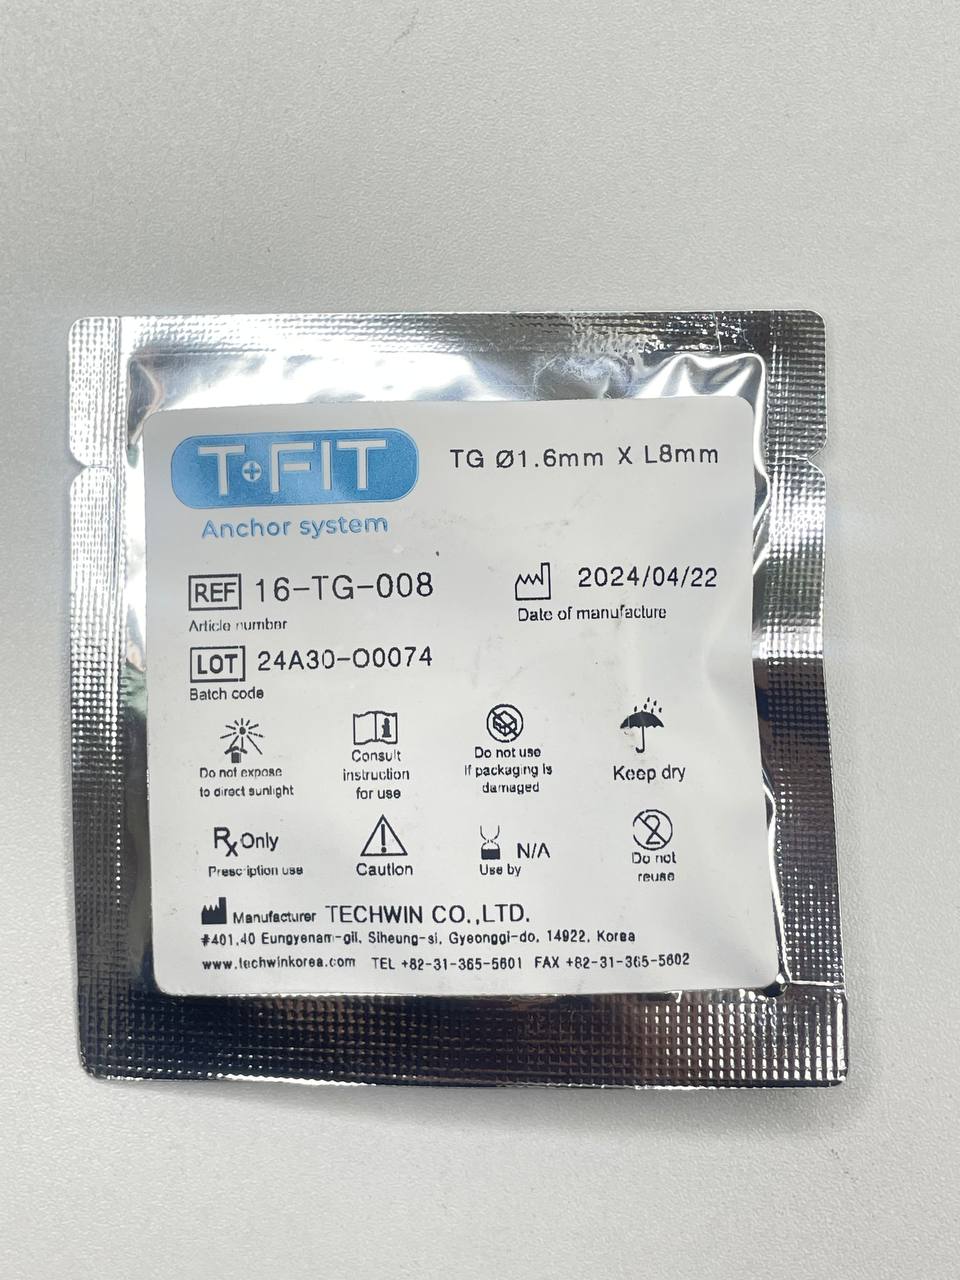 T+FIT
Anchor system
TG Ø1.6mm X L8mm
REF 16-TG-008
Article number
2024/04/22
Date of manufacture
LOT 24A30-O0074
Batch code
Do not expose
to direct sunlight
Consult
instruction
for use
Do not use
If packaging is
damaged
Keep dry
Rx Only
Prescription use
Caution
N/A
Use by
2
Do not
reuse
Manufacturer TECHWIN CO.,LTD.
#401,40 Eungyenam-gil, Siheung-si, Gyeonggi-do, 14922, Korea
www.techwinkorea.com TEL +82-31-365-5601 FAX +82-31-365-5602